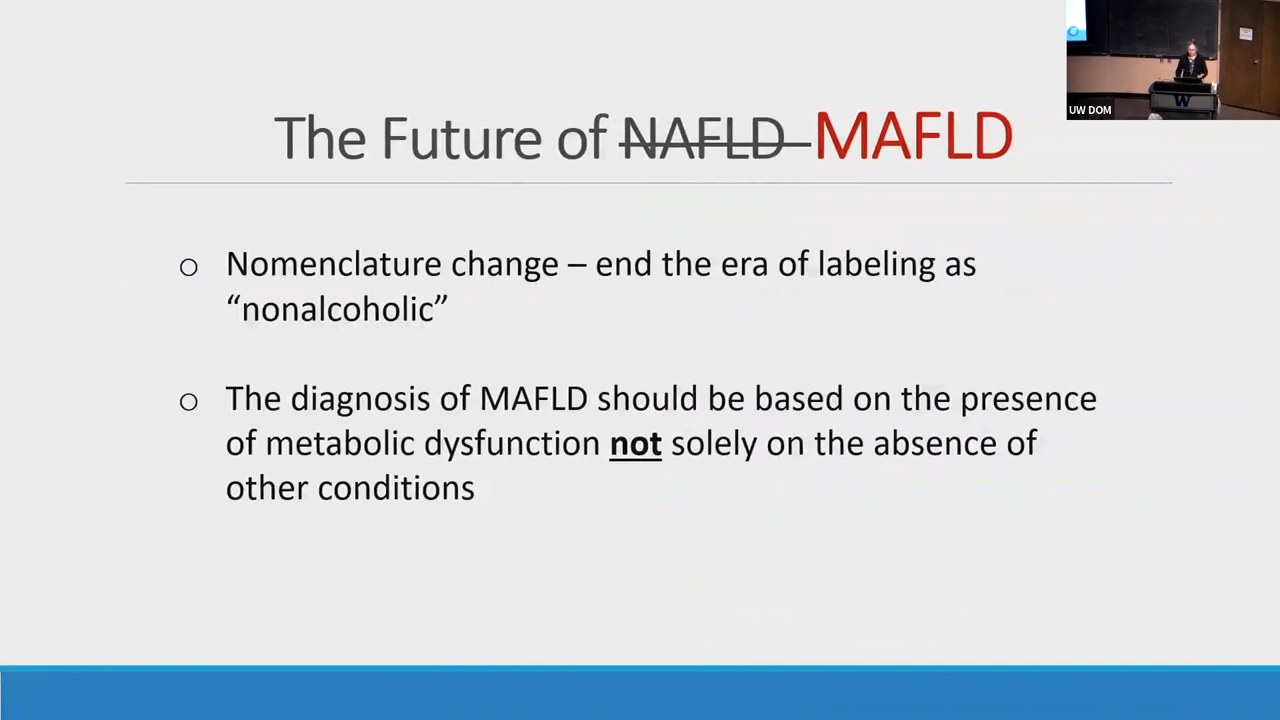 The Future of NAFLD MAFLD
o Nomenclature change – end the era of labeling as
“nonalcoholic”
o The diagnosis of MAFLD should be based on the presence
of metabolic dysfunction not solely on the absence of
other conditions
UW DOM
W